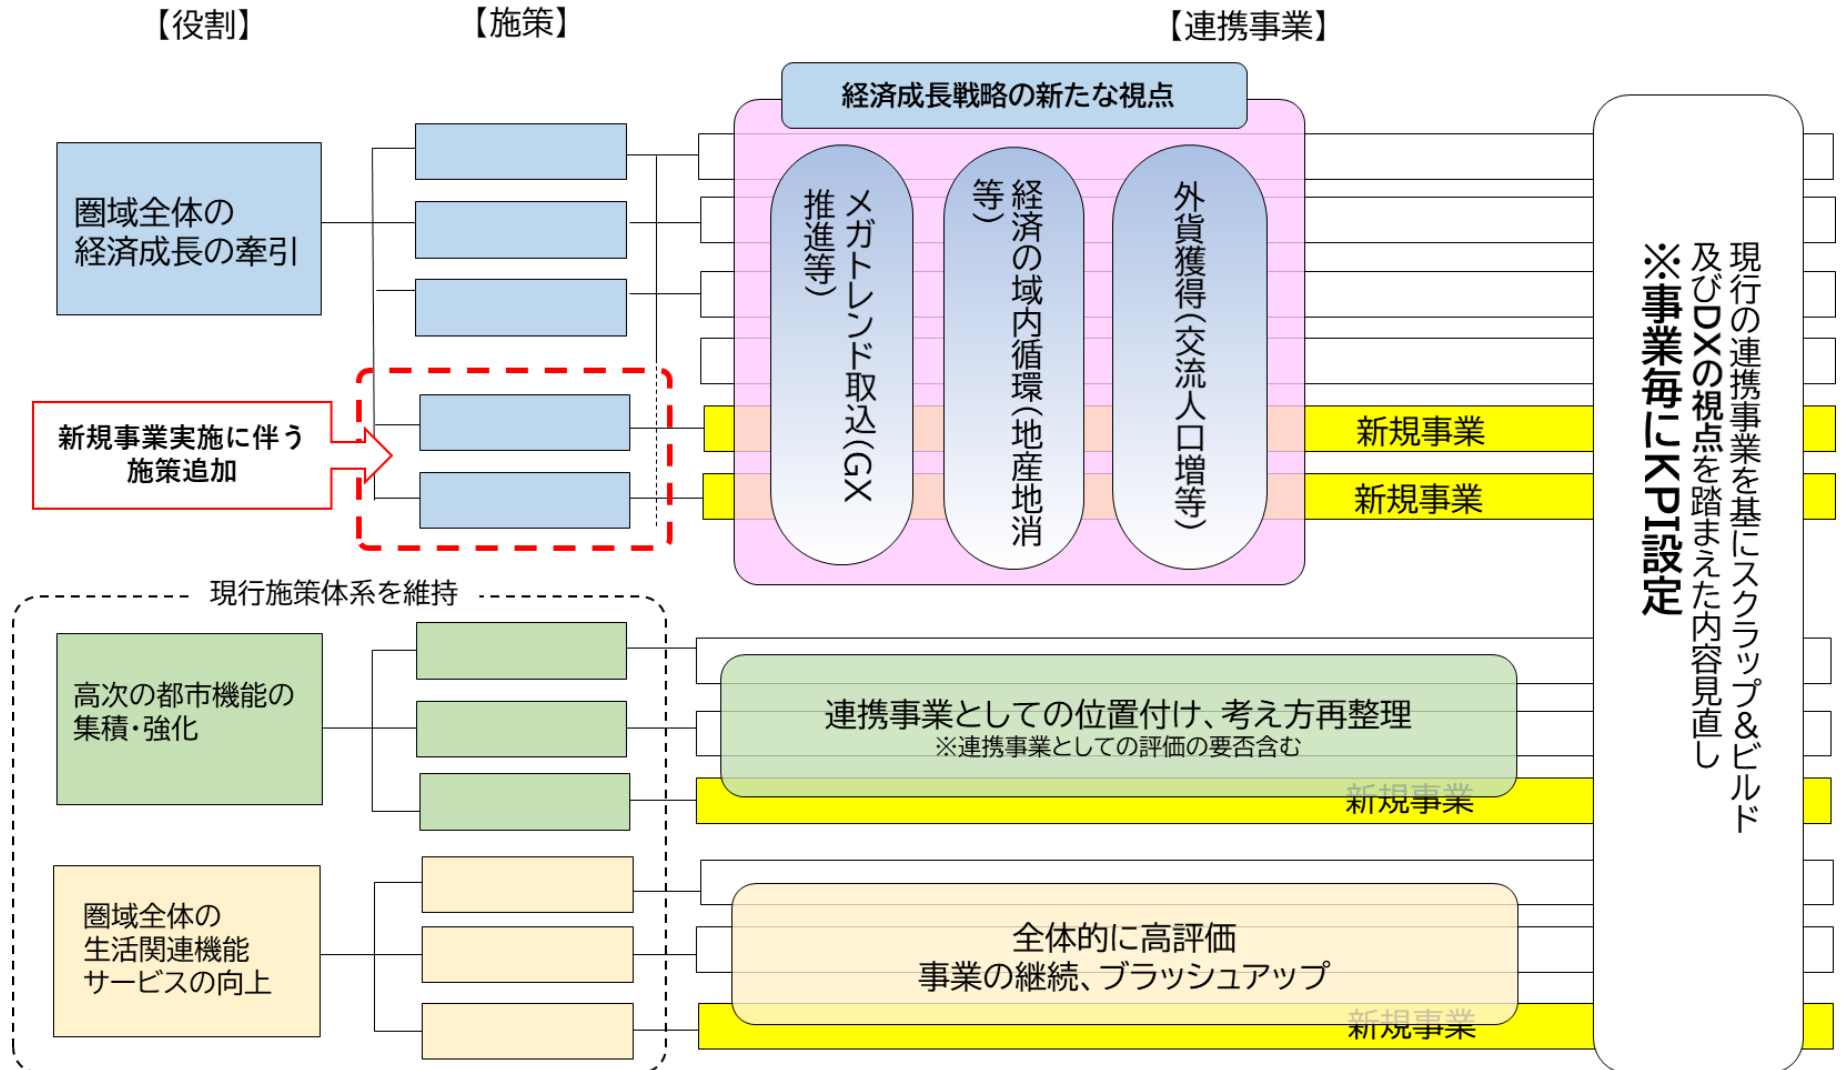 【役割】
【施策】
【連携事業】
経済成長戦略の新たな視点
圏域全体の
経済成長の牽引
メガトレンド取込(GX
推進等)
経済の域内循環(地産地消
等)
外貨獲得(交流人口増等)
新規事業実施に伴う
施策追加
新規事業
新規事業
現行施策体系を維持
高次の都市機能の
集積・強化
連携事業としての位置付け、考え方再整理
※連携事業としての評価の要否含む
新規事業
圏域全体の
生活関連機能
サービスの向上
全体的に高評価
事業の継続、ブラッシュアップ
新規事業
現行の連携事業を基にスクラップ&ビルド
及びDXの視点を踏まえた内容見直し
※事業毎にKPI設定